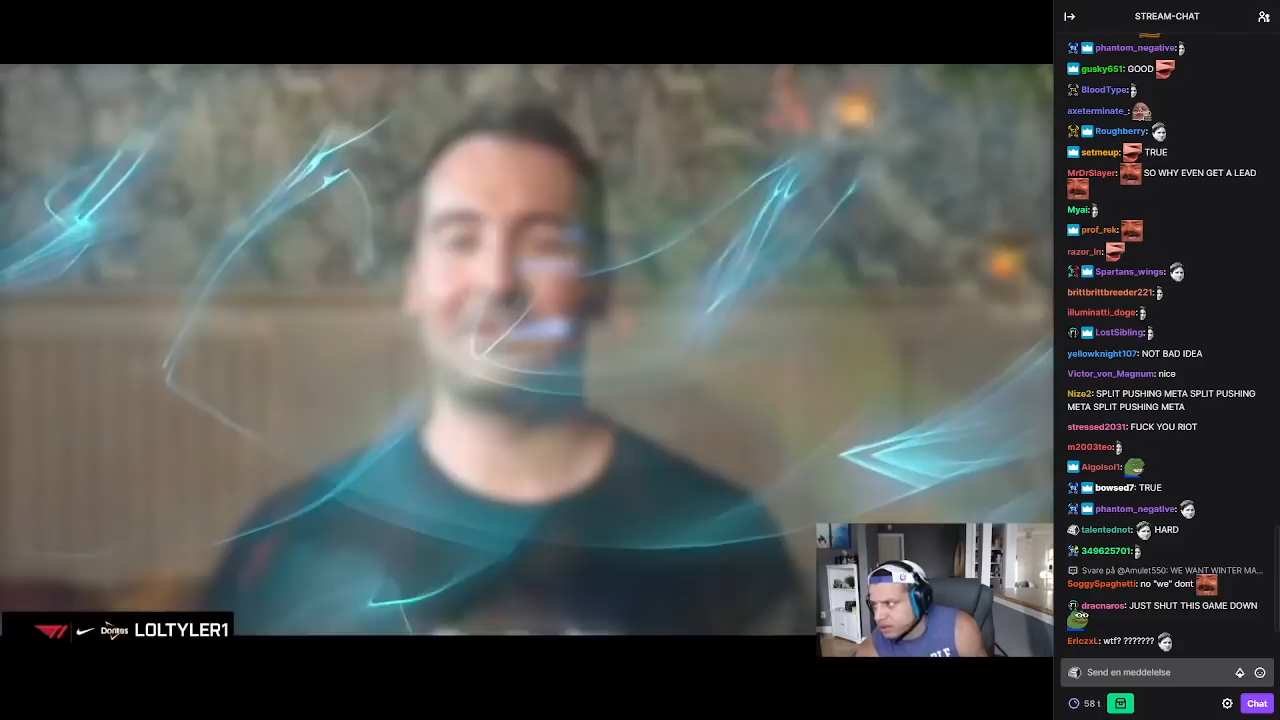 STREAM-CHAT
phantom_negative:
gusky651: GOOD
BloodType:
axeterminate_:
Roughberry:
setmeup: TRUE
MrDrSlayer: SO WHY EVEN GET A LEAD
Myai:
prof_rek:
razor_in:
Spartans_wings:
brittbrittbreeder221:
illuminatti_doge:
LostSibling:
yellowknight107: NOT BAD IDEA
Victor_von_Magnum: nice
Nize2: SPLIT PUSHING META SPLIT PUSHING
META SPLIT PUSHING META
stressed2031: FUCK YOU RIOT
m2003teo:
Aigolsol1:
bowsed7: TRUE
phantom_negative:
talentednot: HARD
349625701:
Svare på @Amulet550: WE WANT WINTER MA...
SoggySpaghetti: no "we" dont
dracnaros: JUST SHUT THIS GAME DOWN
EriczxL: wtf? ???????
Send en meddelelse
58 t
Chat
Doritos LOLTYLER1